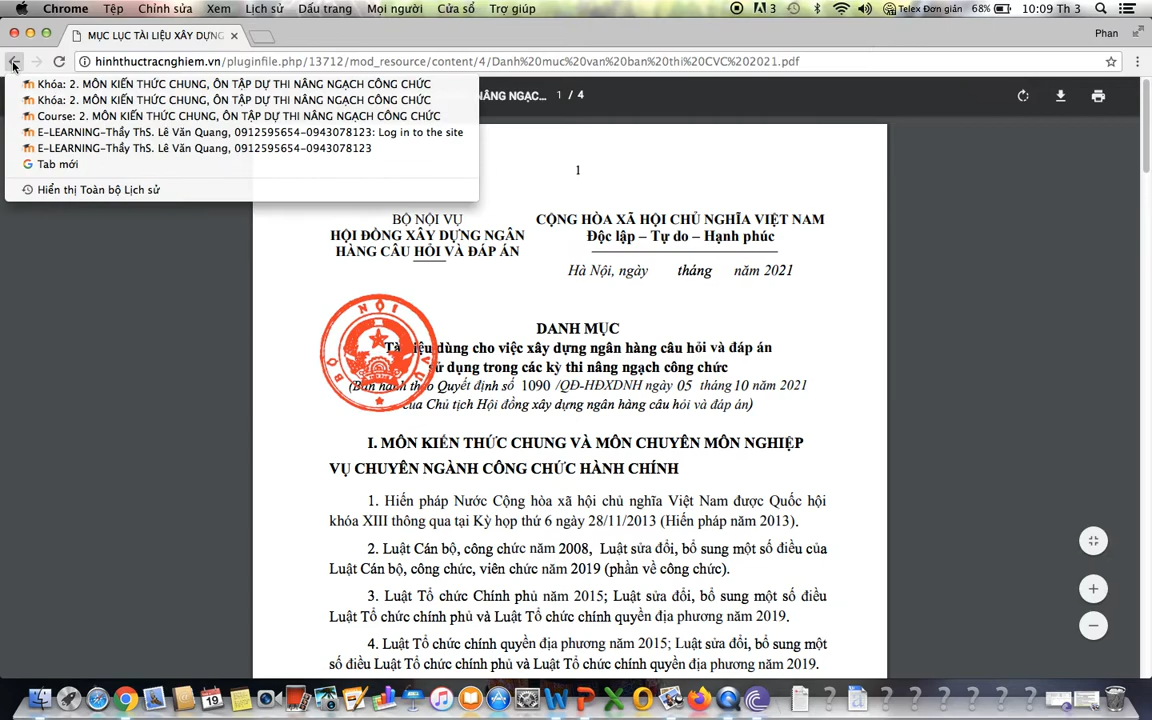 Chrome Tệp Chỉnh sửa Xem Lịch sử Dấu trang Mọi người Cửa sổ Trợ giúp 3 Telex Đơn giản 68% 10:09 Th 3
MỤC LỤC TÀI LIỆU XÂY DỰNG
Phan
hinhthuctracnghiem.vn/pluginfile.php/13712/mod_resource/content/4/Danh%20muc%20van%20ban%20thi%20CVC%202021.pdf
Khóa: 2. MÔN KIẾN THỨC CHUNG, ÔN TẬP DỰ THI NÂNG NGẠCH CÔNG CHỨC
Khóa: 2. MÔN KIẾN THỨC CHUNG, ÔN TẬP DỰ THI NÂNG NGẠCH CÔNG CHỨC
Course: 2. MÔN KIẾN THỨC CHUNG, ÔN TẬP DỰ THI NÂNG NGẠCH CÔNG CHỨC
E-LEARNING-Thầy ThS. Lê Văn Quang, 0912595654-0943078123: Log in to the site
E-LEARNING-Thầy ThS. Lê Văn Quang, 0912595654-0943078123
Tab mới
Hiển thị Toàn bộ Lịch sử
NÂNG NGẠC... 1 / 4
1
BỘ NỘI VỤ
HỘI ĐỒNG XÂY DỰNG NGÂN
HÀNG CÂU HỎI VÀ ĐÁP ÁN
CỘNG HÒA XÃ HỘI CHỦ NGHĨA VIỆT NAM
Độc lập – Tự do – Hạnh phúc
Hà Nội, ngày tháng năm 2021
BỘ NỘI VỤ
DANH MỤC
Tài liệu dùng cho việc xây dựng ngân hàng câu hỏi và đáp án
sử dụng trong các kỳ thi nâng ngạch công chức
(Ban hành theo Quyết định số 1090 /QĐ-HĐXDNH ngày 05 tháng 10 năm 2021
của Chủ tịch Hội đồng xây dựng ngân hàng câu hỏi và đáp án)
I. MÔN KIẾN THỨC CHUNG VÀ MÔN CHUYÊN MÔN NGHIỆP
VỤ CHUYÊN NGÀNH CÔNG CHỨC HÀNH CHÍNH
1. Hiến pháp Nước Cộng hòa xã hội chủ nghĩa Việt Nam được Quốc hội
khóa XIII thông qua tại Kỳ họp thứ 6 ngày 28/11/2013 (Hiến pháp năm 2013).
2. Luật Cán bộ, công chức năm 2008, Luật sửa đổi, bổ sung một số điều của
Luật Cán bộ, công chức, viên chức năm 2019 (phần về công chức).
3. Luật Tổ chức Chính phủ năm 2015; Luật sửa đổi, bổ sung một số điều
Luật Tổ chức chính phủ và Luật Tổ chức chính quyền địa phương năm 2019.
4. Luật Tổ chức chính quyền địa phương năm 2015; Luật sửa đổi, bổ sung một
số điều Luật Tổ chức chính phủ và Luật Tổ chức chính quyền địa phương năm 2019.
19